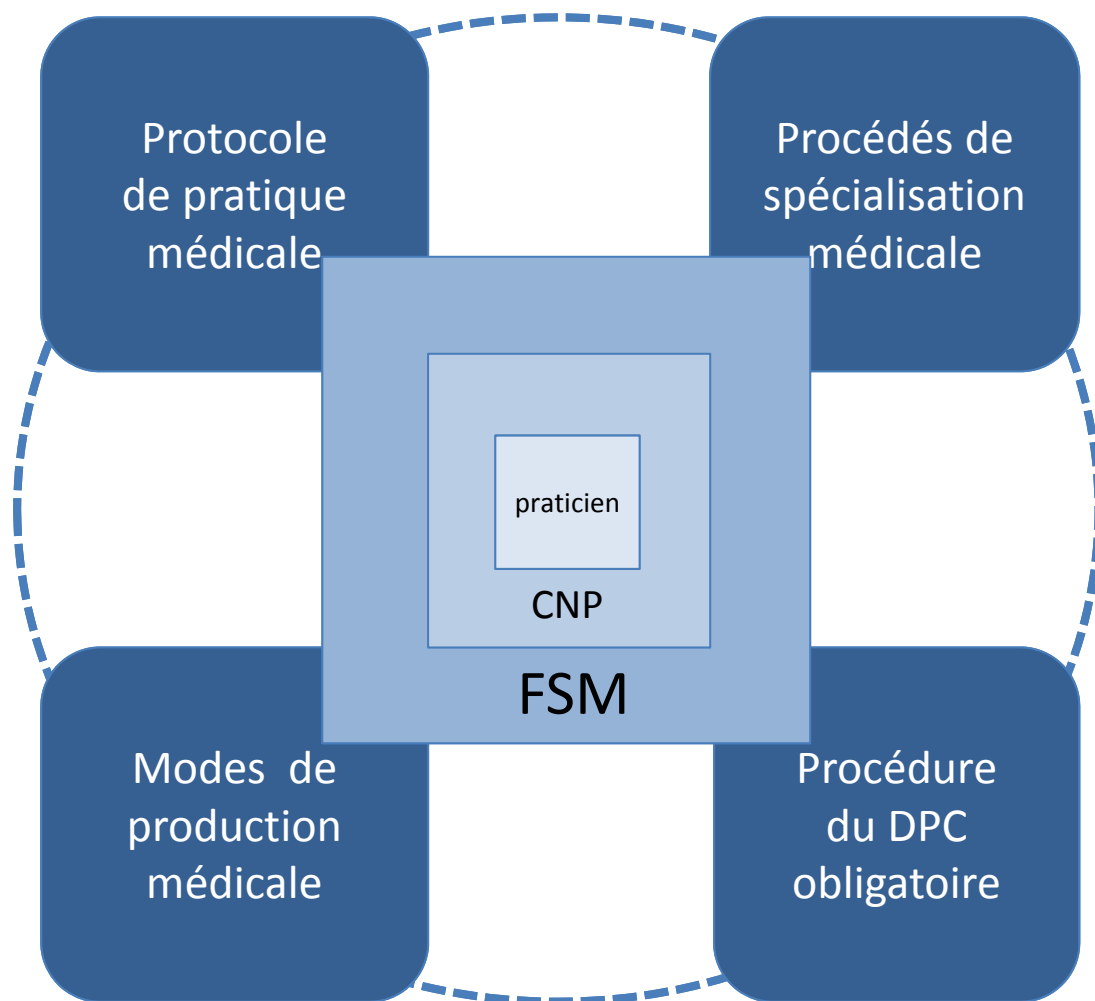 Protocole
de pratique
médicale
Procédés de
spécialisation
médicale
praticien
CNP
FSM
Modes de
production
médicale
Procédure
du DPC
obligatoire